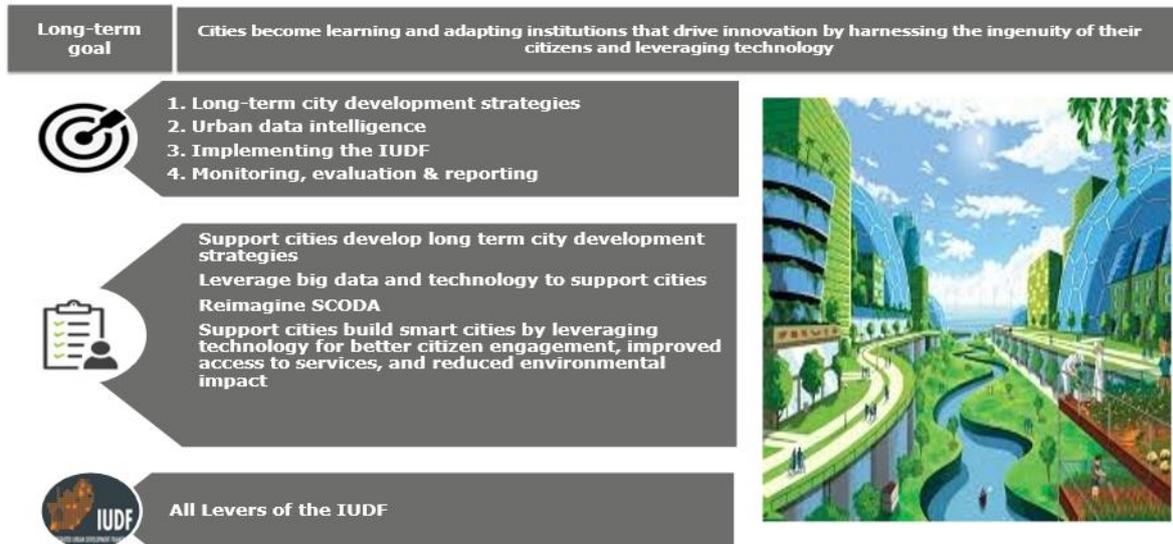 Long-term
goal
Cities become learning and adapting institutions that drive innovation by harnessing the ingenuity of their
citizens and leveraging technology
1. Long-term city development strategies
2. Urban data intelligence
3. Implementing the IUDF
4. Monitoring, evaluation & reporting
Support cities develop long term city development
strategies
Leverage big data and technology to support cities
Reimagine SCODA
Support cities build smart cities by leveraging
technology for better citizen engagement, improved
access to services, and reduced environmental
impact
IUDF
URBAN DEVELOPMENT
All Levers of the IUDF